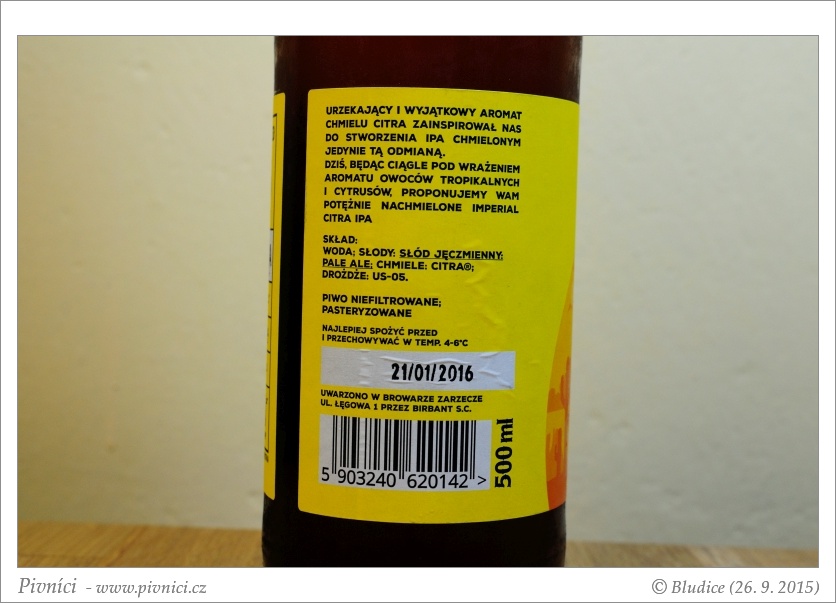 URZEKAJĄCY I WYJĄTKOWY AROMAT
CHMIELU CITRA ZAINSPIROWAŁ NAS
DO STWORZENIA IPA CHMIELONYM
JEDYNIE TĄ ODMIANĄ.
DZIŚ, BĘDĄC CIĄGLE POD WRAŻENIEM
AROMATU OWOCÓW TROPIKALNYCH
I CYTRUSÓW, PROPONUJEMY WAM
POTĘŻNIE NACHMIELONE IMPERIAL
CITRA IPA
SKŁAD:
WODA; SŁODY: SŁÓD JĘCZMIENNY:
PALE ALE; CHMIELE: CITRA®;
DROŻDŻE: US-05.
PIWO NIEFILTROWANE;
PASTERYZOWANE
NAJLEPIEJ SPOŻYĆ PRZED
I PRZECHOWYWAĆ W TEMP. 4-6°C
21/01/2016
UWARZONO W BROWARZE ZARZECZE
UL. ŁĘGOWA 1 PRZEZ BIRBANT S.C.
5 903240 620142 >
500 ml
Pivníci - www.pivnici.cz
© Bludice (26. 9. 2015)